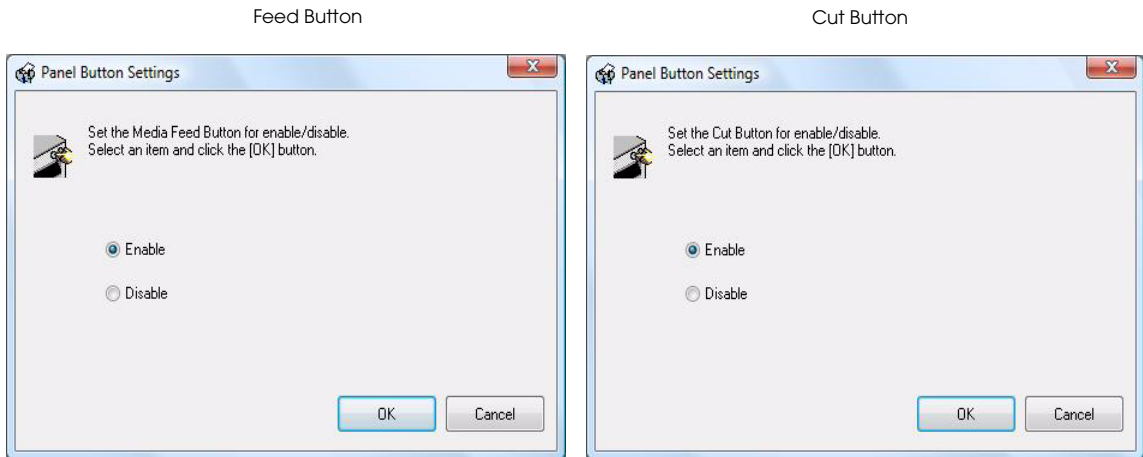 Feed Button
Panel Button Settings
Set the Media Feed Button for enable/disable.
Select an item and click the [OK] button.
Enable
Disable
OK Cancel
Cut Button
Panel Button Settings
Set the Cut Button for enable/disable.
Select an item and click the [OK] button.
Enable
Disable
OK Cancel